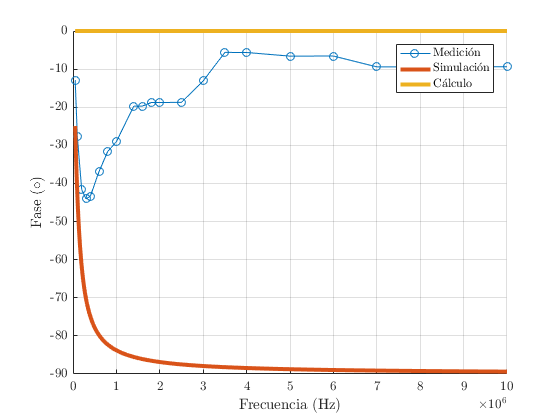 0
-10
-20
-30
-40
-50
-60
-70
-80
-90
Fase (○)
Medición
Simulación
Cálculo
0 1 2 3 4 5 6 7 8 9 10
Frecuencia (Hz)
×10⁶